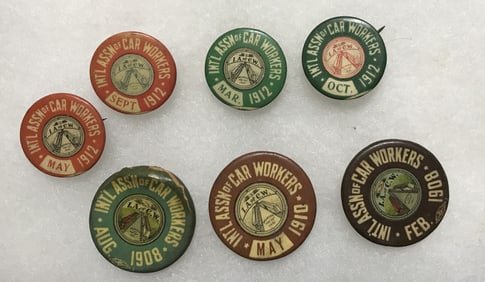 INT'L ASSN OF CAR WORKERS
SEPT. 1912
INT'L ASSN OF CAR WORKERS
MAR. 1912
INT'L ASSN OF CAR WORKERS
OCT. 1912
INT'L ASSN OF CAR WORKERS
MAY 1912
INT'L ASSN OF CAR WORKERS
AUG. 1908
INT'L ASSN OF CAR WORKERS 1910
MAY
INT'L ASSN OF CAR WORKERS 1908
FEB.